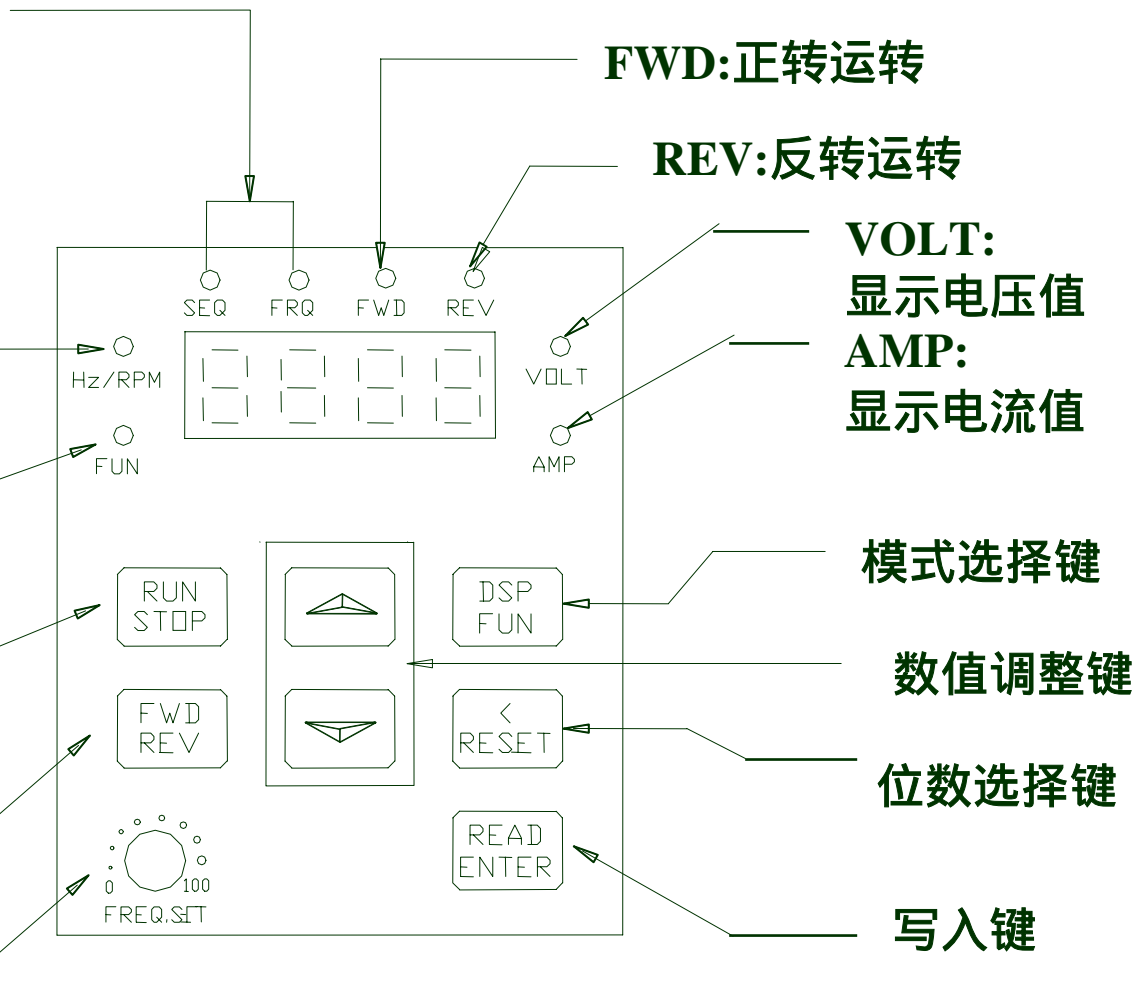 FWD:正转运转
REV:反转运转
VOLT:
显示电压值
AMP:
显示电流值
SEQ FRQ FWD REV
Hz/RPM
VOLT
FUN
AMP
模式选择键
RUN
STOP
DSP
FUN
数值调整键
FWD
REV
<
RESET
位数选择键
READ
ENTER
0 100
FREQ.SET
写入键